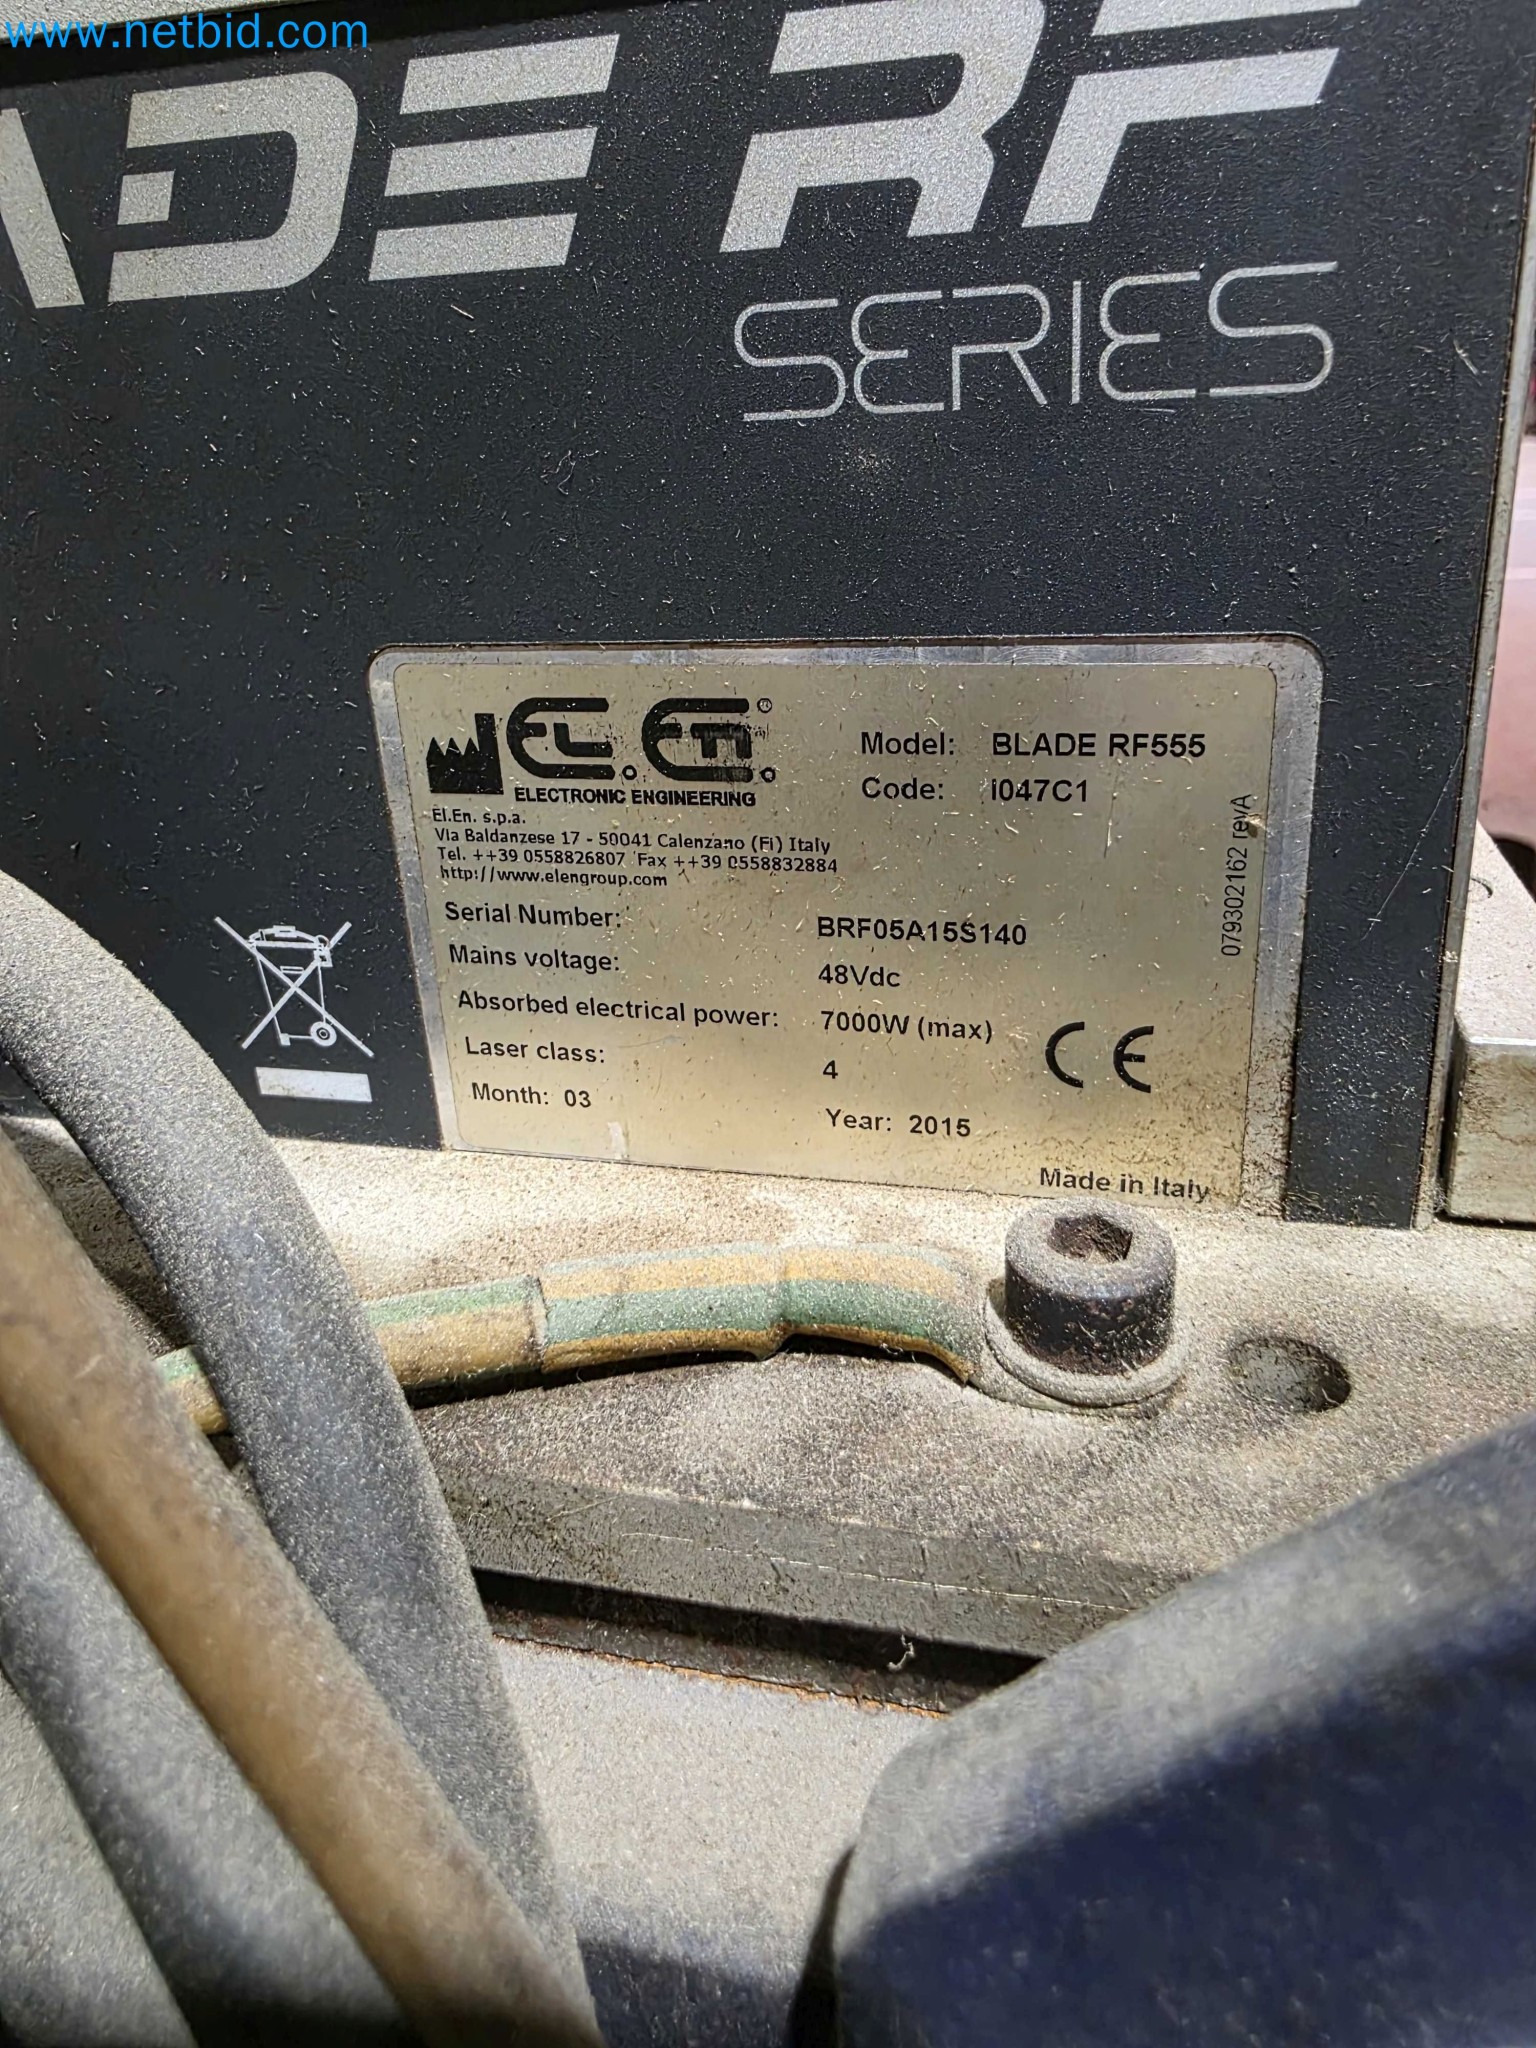 www.netbid.com
ADE RF
SERIES
EL.En.®
ELECTRONIC ENGINEERING
Model: BLADE RF555
Code: I047C1
El.En. s.p.a.
Via Baldanzese 17 - 50041 Calenzano (Fi) Italy
Tel. ++39 0558826807 Fax ++39 0558832884
http://www.elengroup.com
Serial Number: BRF05A15S140
Mains voltage: 48Vdc
Absorbed electrical power: 7000W (max)
Laser class: 4
Month: 03 Year: 2015
CE
Made in Italy
079302162 revA